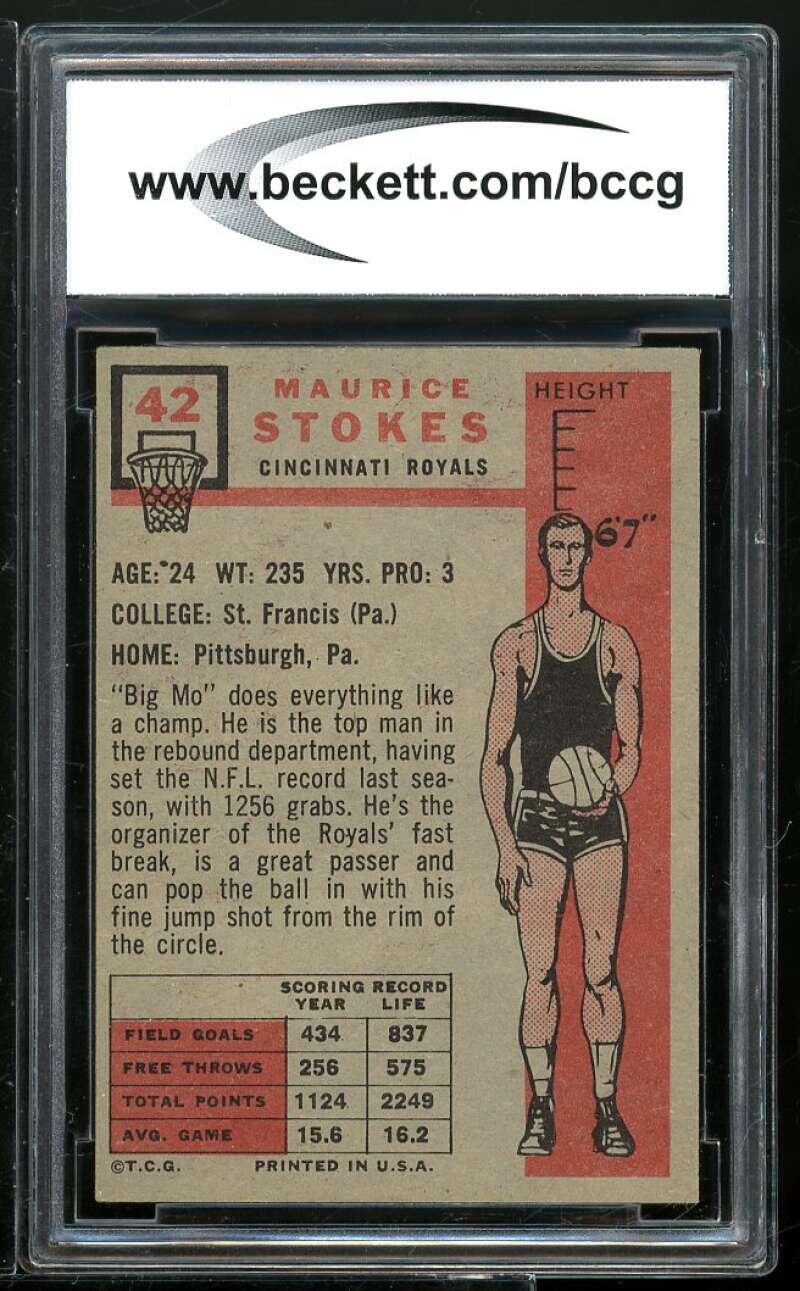 www.beckett.com/bccg
42
MAURICE
STOKES
CINCINNATI ROYALS
HEIGHT
6'7"
AGE: 24 WT: 235 YRS. PRO: 3
COLLEGE: St. Francis (Pa.)
HOME: Pittsburgh, Pa.
"Big Mo" does everything like
a champ. He is the top man in
the rebound department, having
set the N.F.L. record last sea-
son, with 1256 grabs. He's the
organizer of the Royals' fast
break, is a great passer and
can pop the ball in with his
fine jump shot from the rim of
the circle.
SCORING RECORD
YEAR LIFE
FIELD GOALS 434 837
FREE THROWS 256 575
TOTAL POINTS 1124 2249
AVG. GAME 15.6 16.2
©T.C.G. PRINTED IN U.S.A.